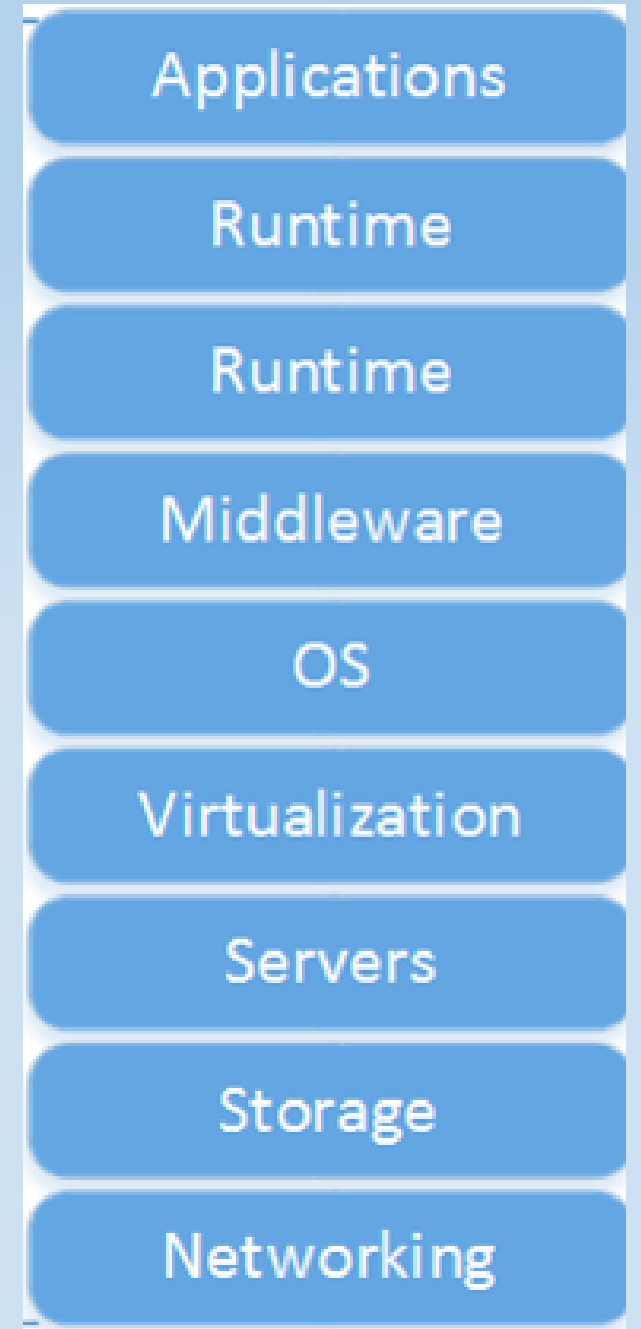 Applications
Runtime
Runtime
Middleware
OS
Virtualization
Servers
Storage
Networking